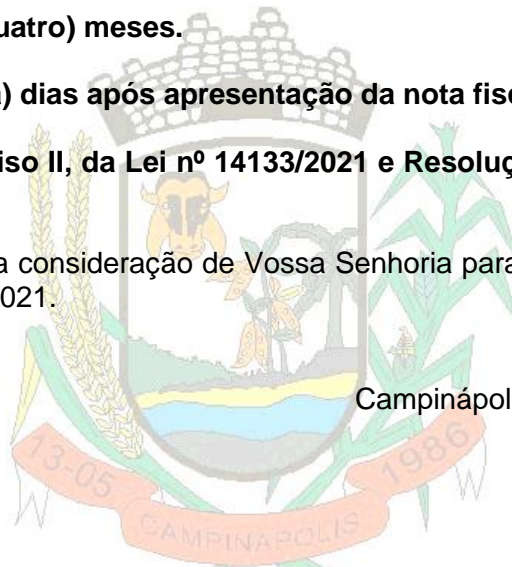 uatro) meses.
) dias após apresentação da nota fisc
iso II, da Lei nº 14133/2021 e Resoluç
a consideração de Vossa Senhoria para
021.
Campinápol
13-05
1986
CAMPINAPOLIS